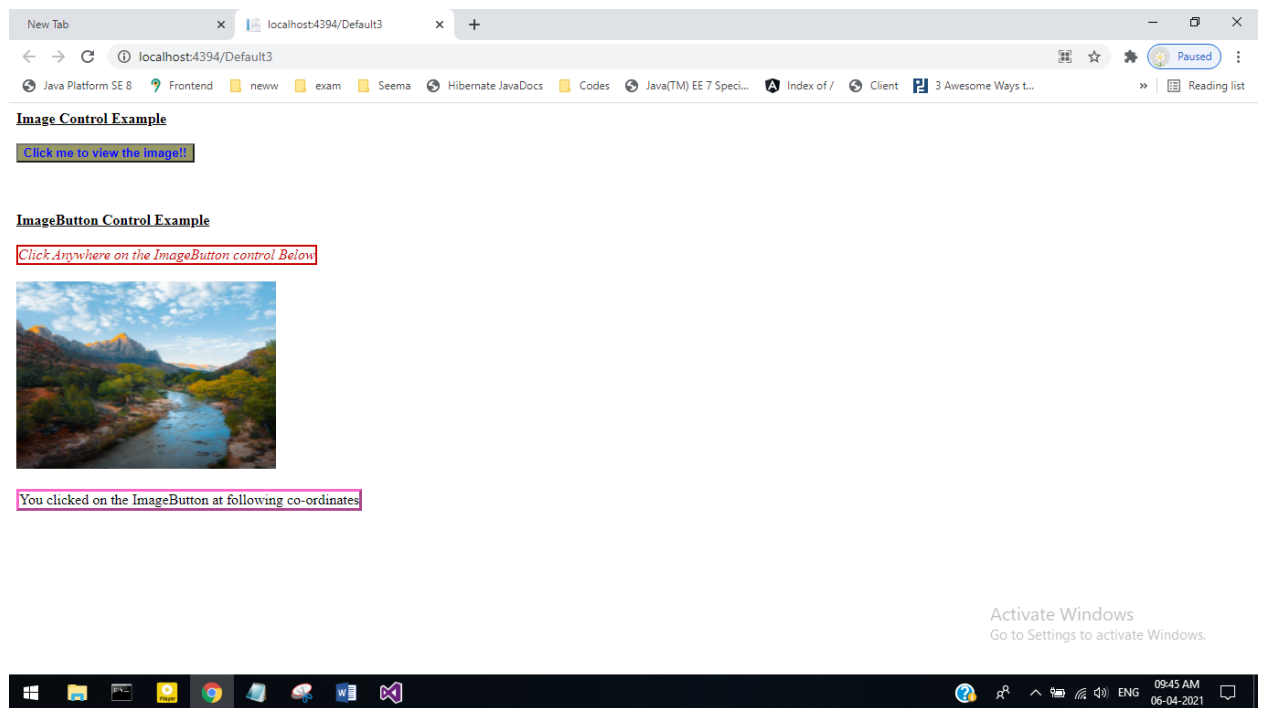 New Tab
localhost:4394/Default3
localhost:4394/Default3
Paused
Java Platform SE 8 Frontend neww exam Seema Hibernate JavaDocs Codes Java(TM) EE 7 Speci... Index of / Client 3 Awesome Ways t... » Reading list
Image Control Example
Click me to view the image!!
ImageButton Control Example
Click Anywhere on the ImageButton control Below
You clicked on the ImageButton at following co-ordinates
Activate Windows
Go to Settings to activate Windows.
Player
ENG
09:45 AM
06-04-2021